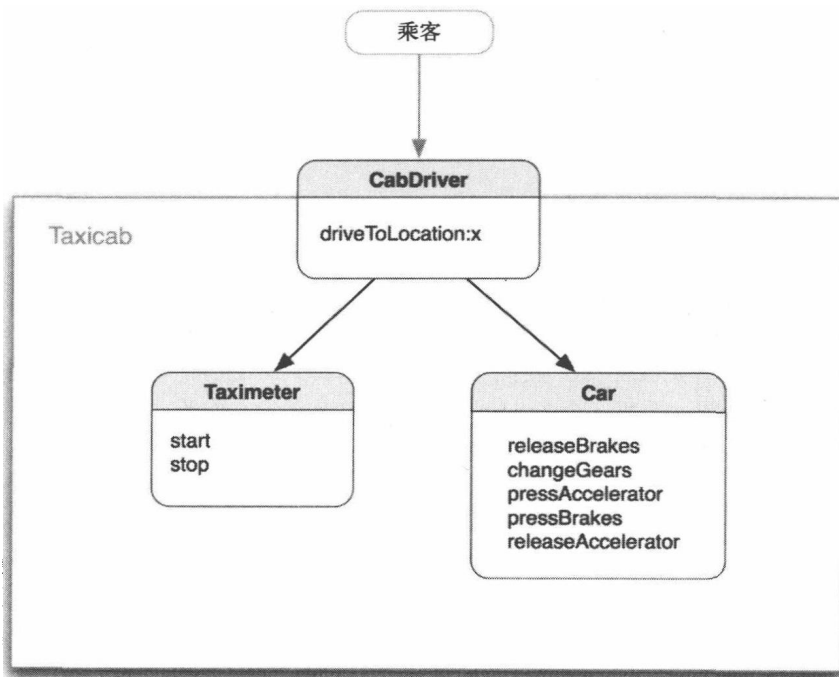 乘客
CabDriver
driveToLocation:x
Taxicab
Taximeter
start
stop
Car
releaseBrakes
changeGears
pressAccelerator
pressBrakes
releaseAccelerator